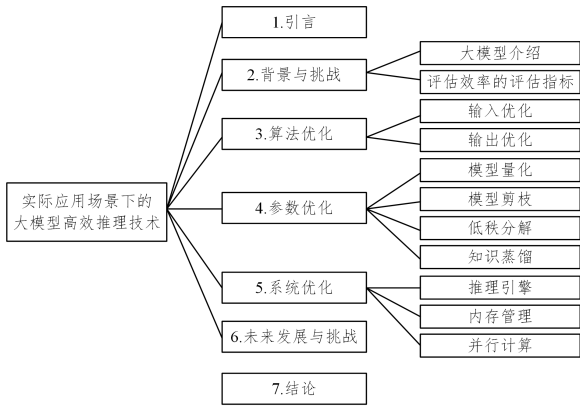 1.引言
2.背景与挑战
大模型介绍
评估效率的评估指标
3.算法优化
输入优化
输出优化
实际应用场景下的
大模型高效推理技术
4.参数优化
模型量化
模型剪枝
低秩分解
知识蒸馏
5.系统优化
推理引擎
内存管理
并行计算
6.未来发展与挑战
7.结论